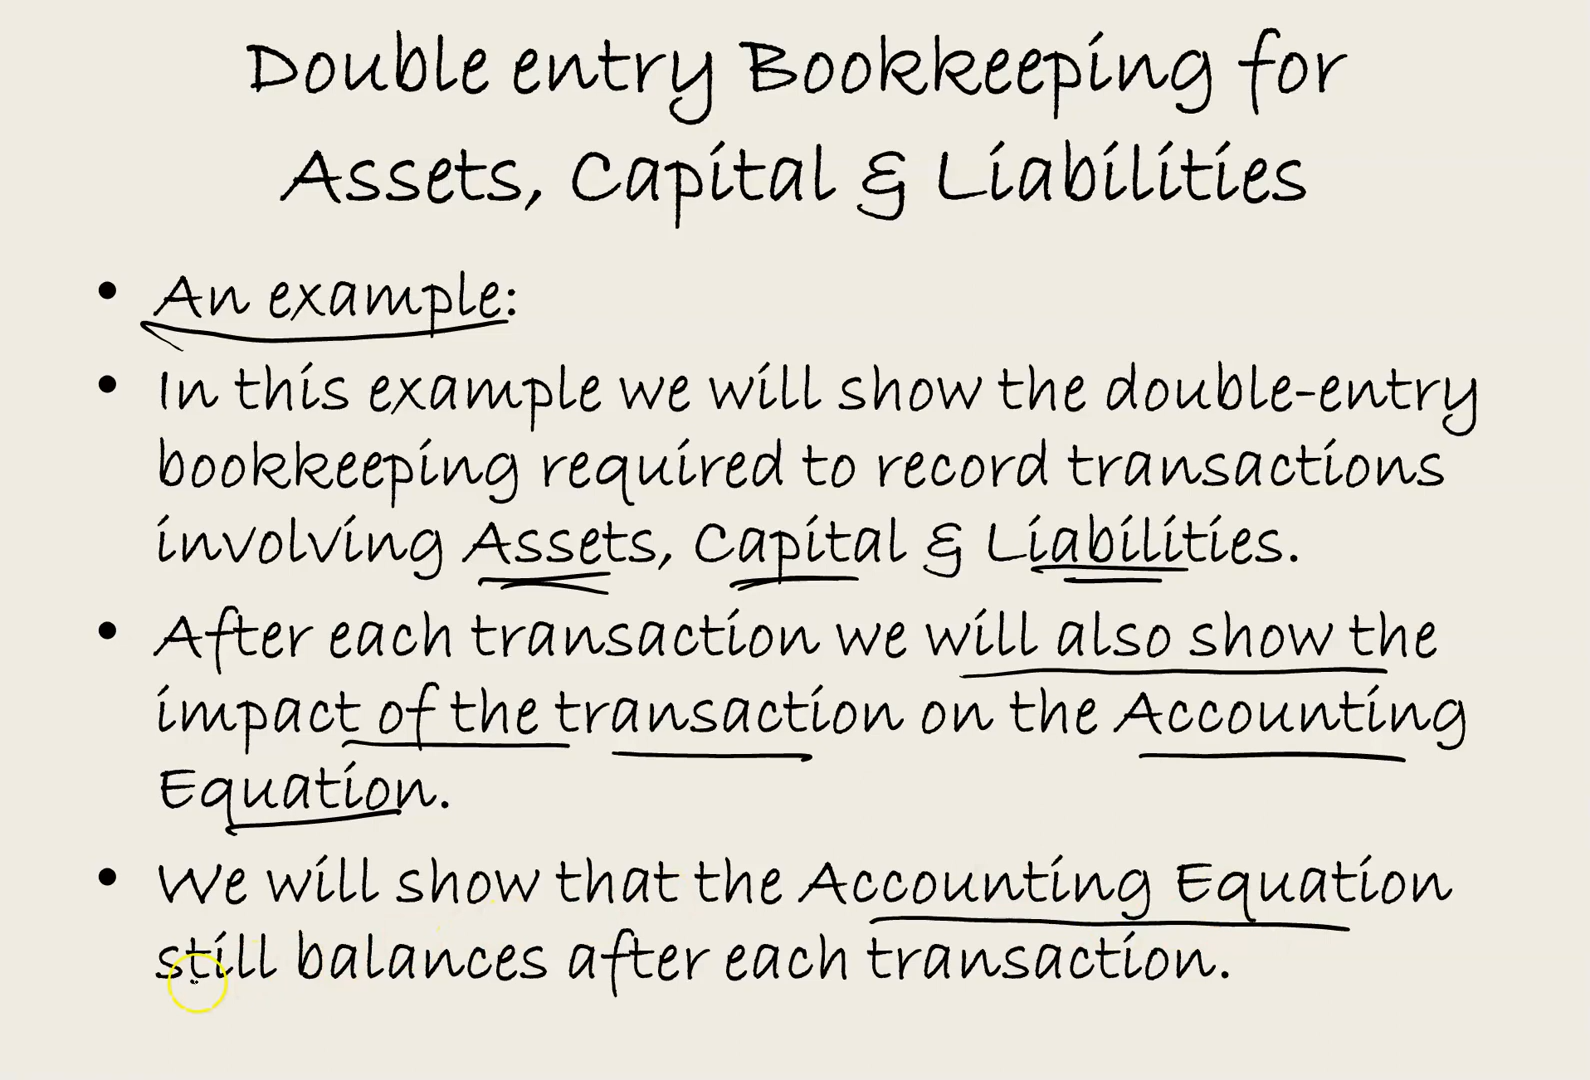 Double entry Bookkeeping for
Assets, Capital & Liabilities
• An example:
• In this example we will show the double-entry
bookkeeping required to record transactions
involving Assets, Capital & Liabilities.
• After each transaction we will also show the
impact of the transaction on the Accounting
Equation.
• We will show that the Accounting Equation
still balances after each transaction.